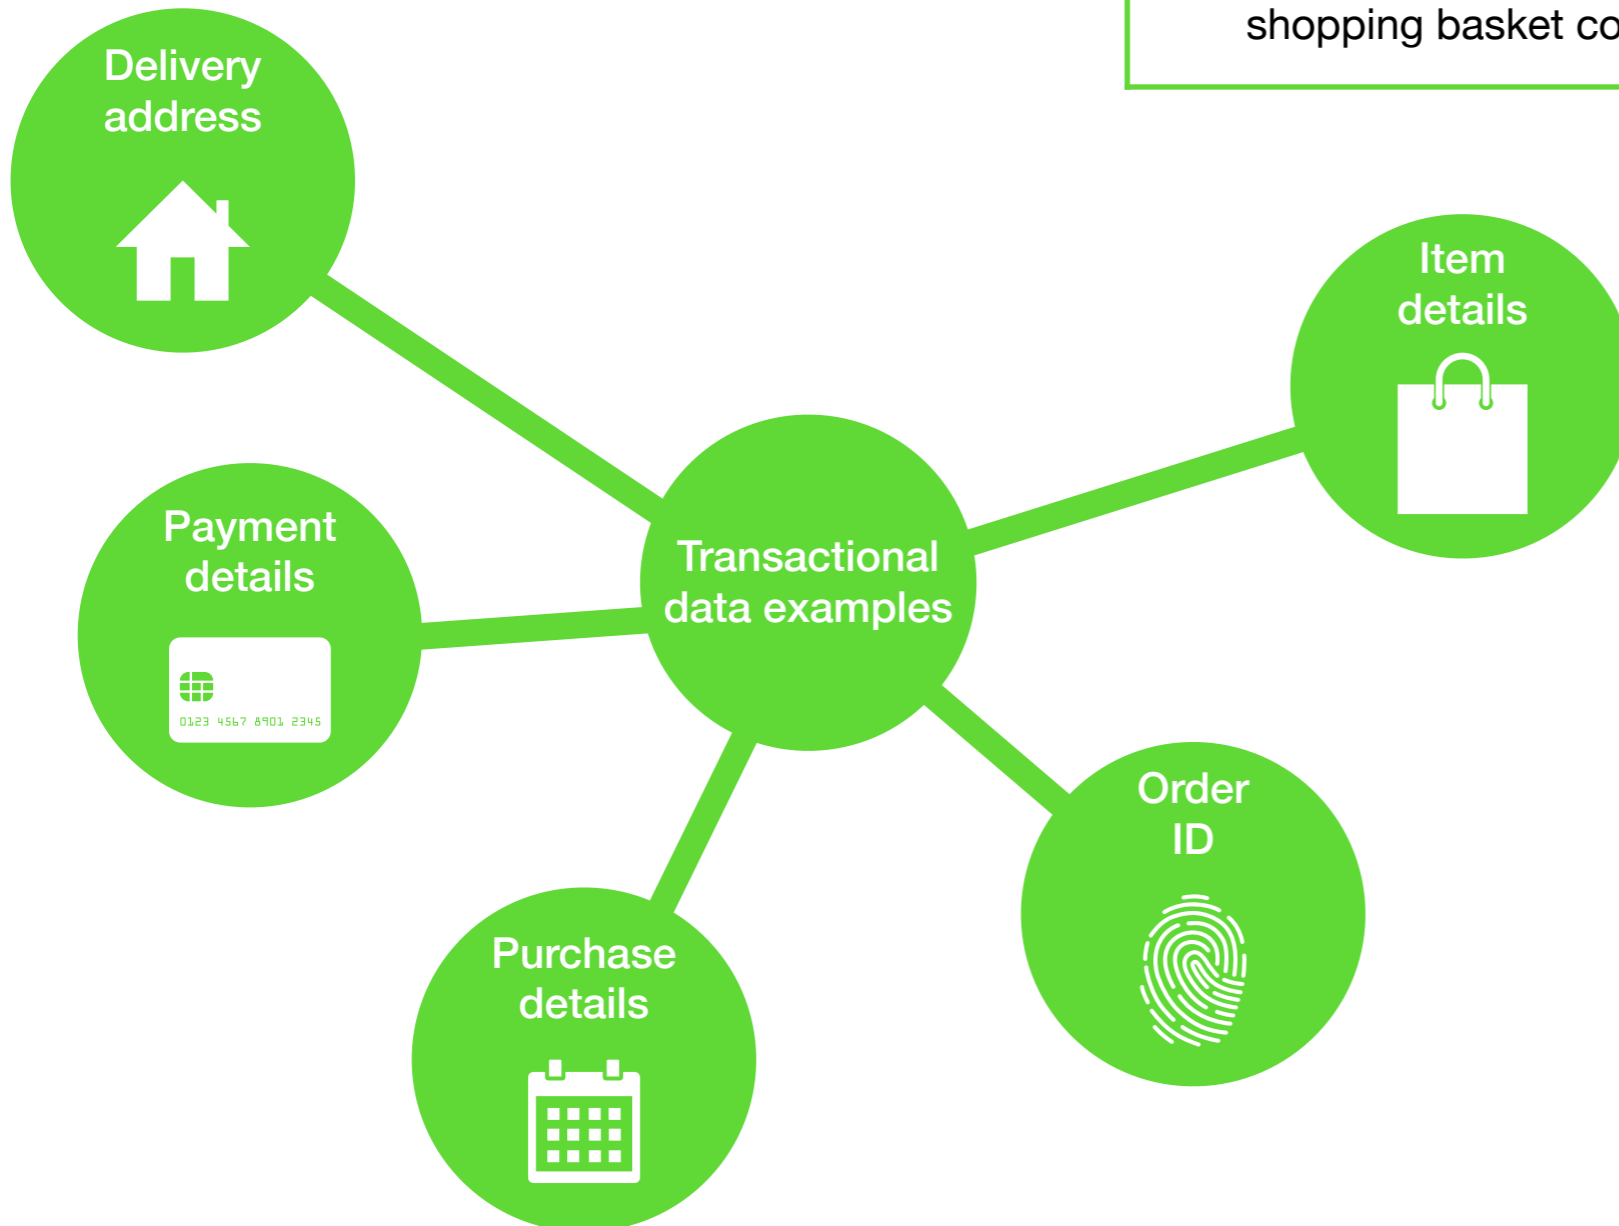 shopping basket co
Delivery
address
Item
details
Payment
details
0123 4567 8901 2345
Transactional
data examples
Order
ID
Purchase
details